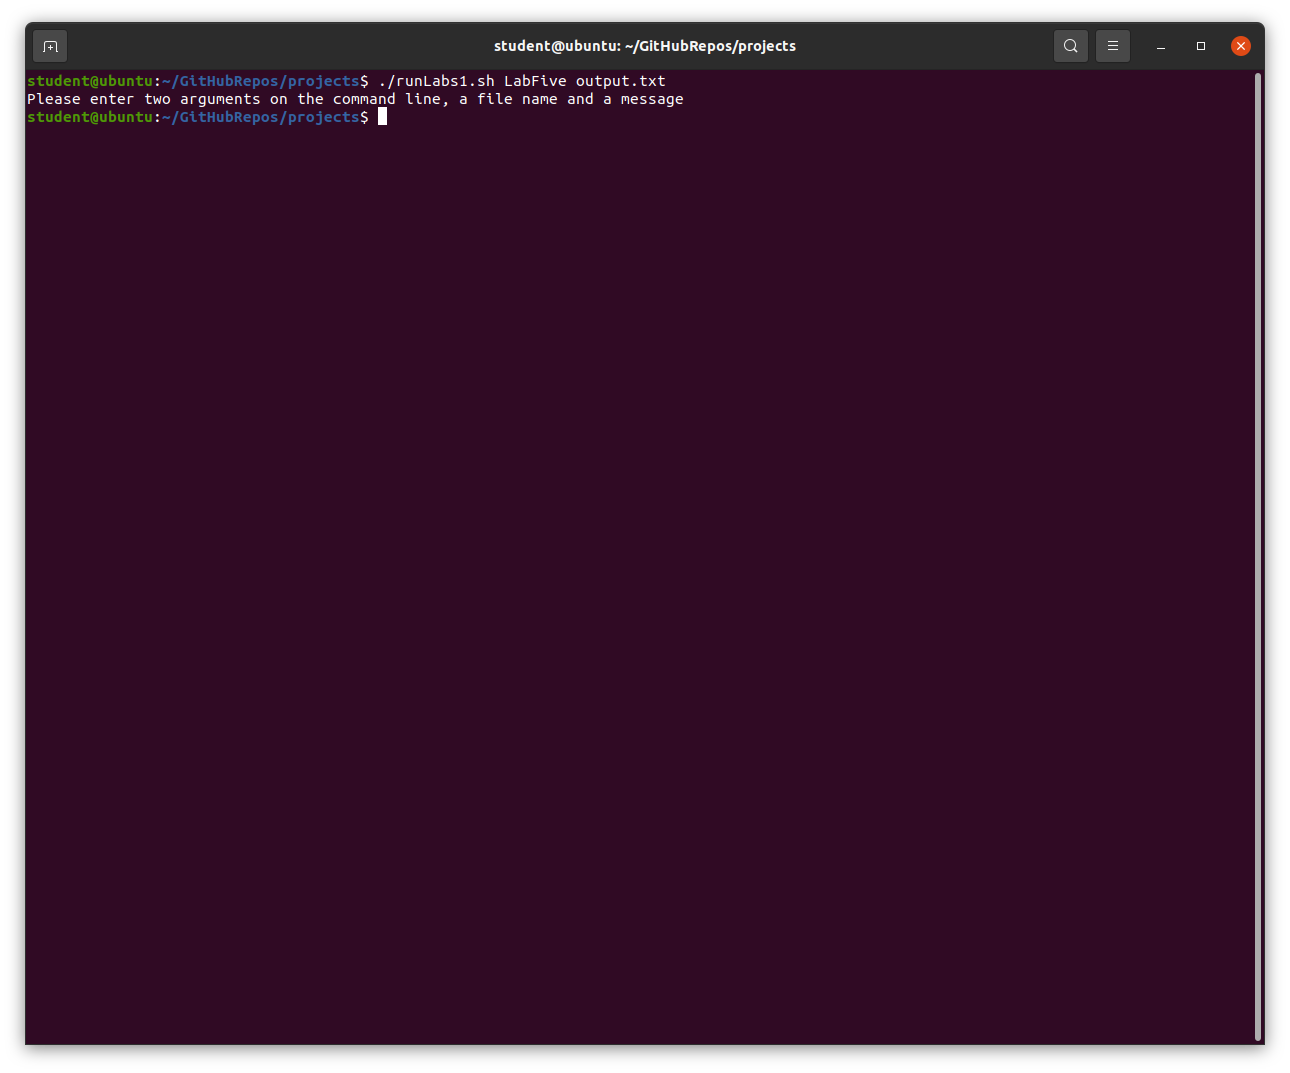 student@ubuntu: ~/GitHubRepos/projects
student@ubuntu:~/GitHubRepos/projects$ ./runLabs1.sh LabFive output.txt
Please enter two arguments on the command line, a file name and a message
student@ubuntu:~/GitHubRepos/projects$